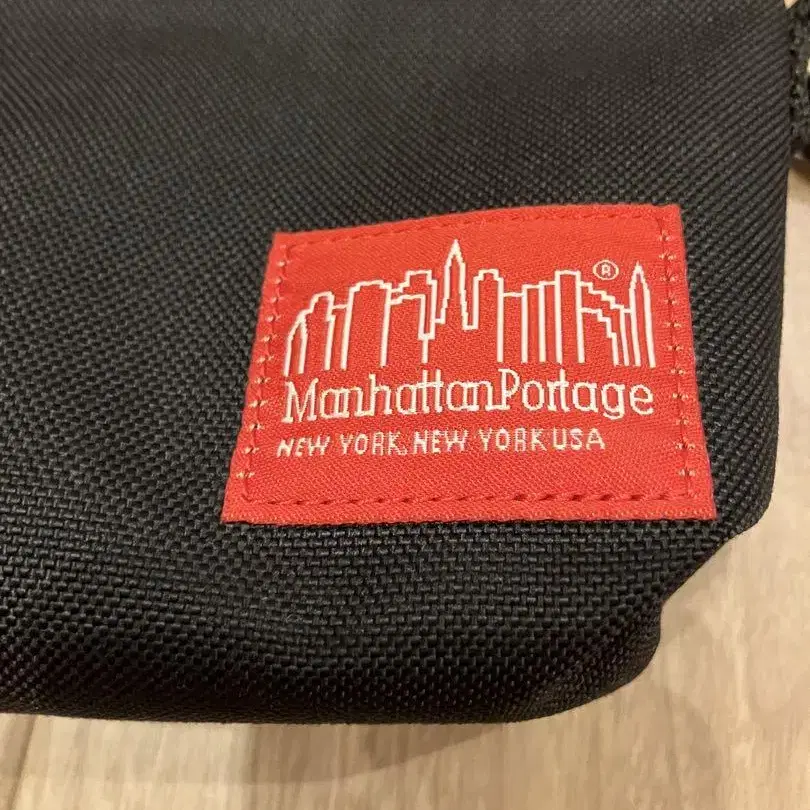 ®
ManhattanPortage
NEW YORK, NEW YORK USA